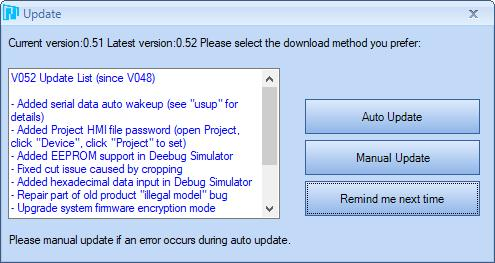 Update
Current version:0.51 Latest version:0.52 Please select the download method you prefer:
V052 Update List (since V048)
- Added serial data auto wakeup (see "usup" for
details)
- Added Project HMI file password (open Project,
click "Device", click "Project" to set)
- Added EEPROM support in Deebug Simulator
- Fixed cut issue caused by cropping
- Added hexadecimal data input in Debug Simulator
- Repair part of old product "illegal model" bug
- Upgrade system firmware encryption mode
Auto Update
Manual Update
Remind me next time
Please manual update if an error occurs during auto update.